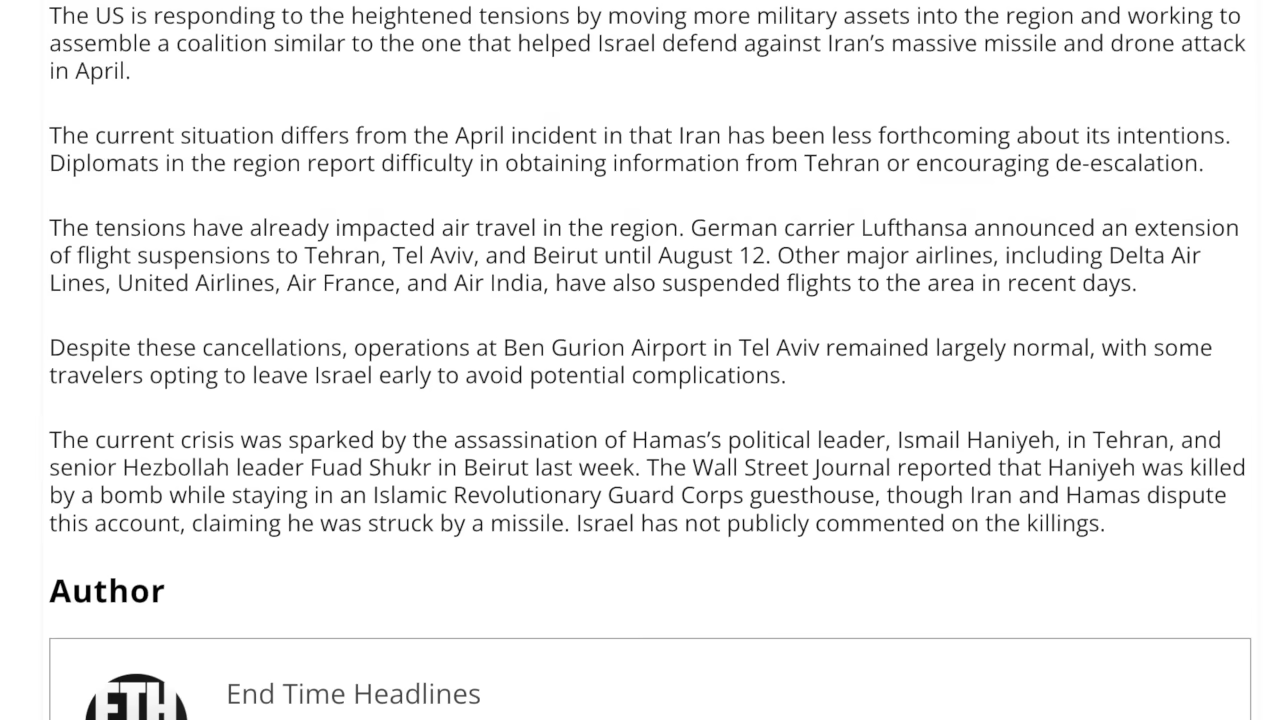 The US is responding to the heightened tensions by moving more military assets into the region and working to
assemble a coalition similar to the one that helped Israel defend against Iran’s massive missile and drone attack
in April.
The current situation differs from the April incident in that Iran has been less forthcoming about its intentions.
Diplomats in the region report difficulty in obtaining information from Tehran or encouraging de-escalation.
The tensions have already impacted air travel in the region. German carrier Lufthansa announced an extension
of flight suspensions to Tehran, Tel Aviv, and Beirut until August 12. Other major airlines, including Delta Air
Lines, United Airlines, Air France, and Air India, have also suspended flights to the area in recent days.
Despite these cancellations, operations at Ben Gurion Airport in Tel Aviv remained largely normal, with some
travelers opting to leave Israel early to avoid potential complications.
The current crisis was sparked by the assassination of Hamas’s political leader, Ismail Haniyeh, in Tehran, and
senior Hezbollah leader Fuad Shukr in Beirut last week. The Wall Street Journal reported that Haniyeh was killed
by a bomb while staying in an Islamic Revolutionary Guard Corps guesthouse, though Iran and Hamas dispute
this account, claiming he was struck by a missile. Israel has not publicly commented on the killings.
Author
ETH
End Time Headlines